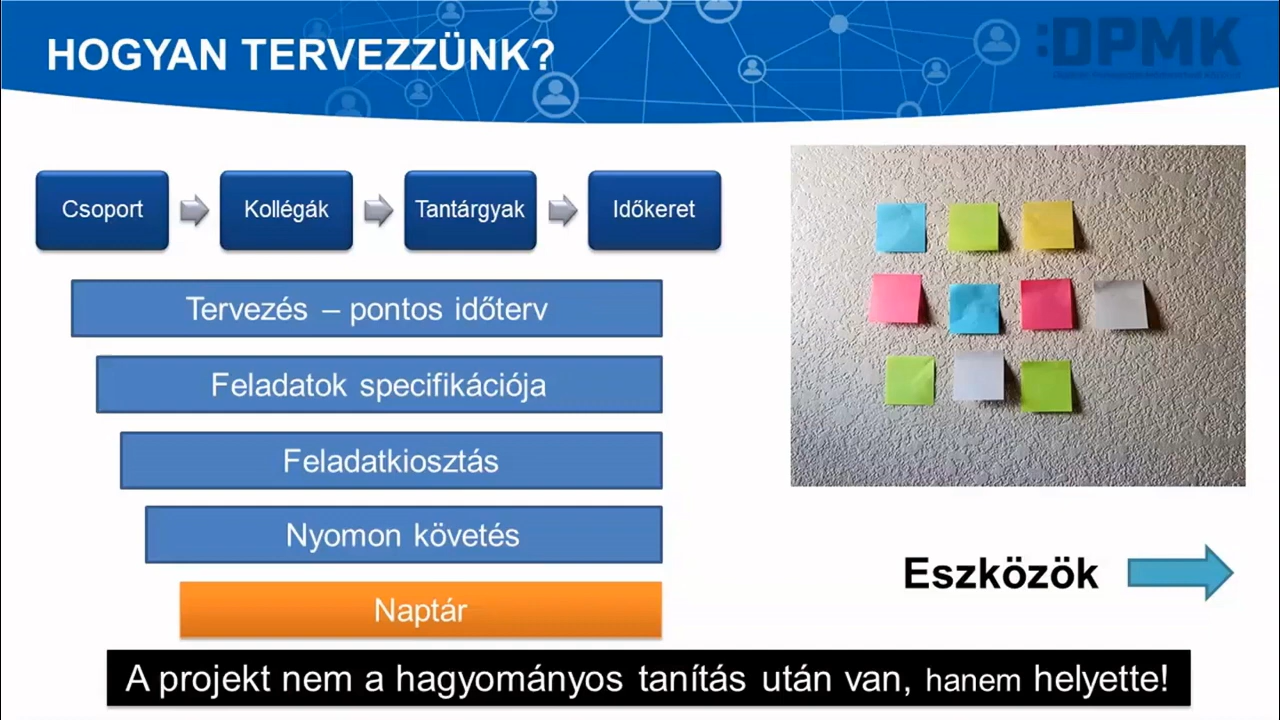 HOGYAN TERVEZZÜNK?
:DPMK
Csoport
Kollégák
Tantárgyak
Időkeret
Tervezés – pontos időterv
Feladatok specifikációja
Feladatkiosztás
Nyomon követés
Naptár
Eszközök
A projekt nem a hagyományos tanítás után van, hanem helyette!